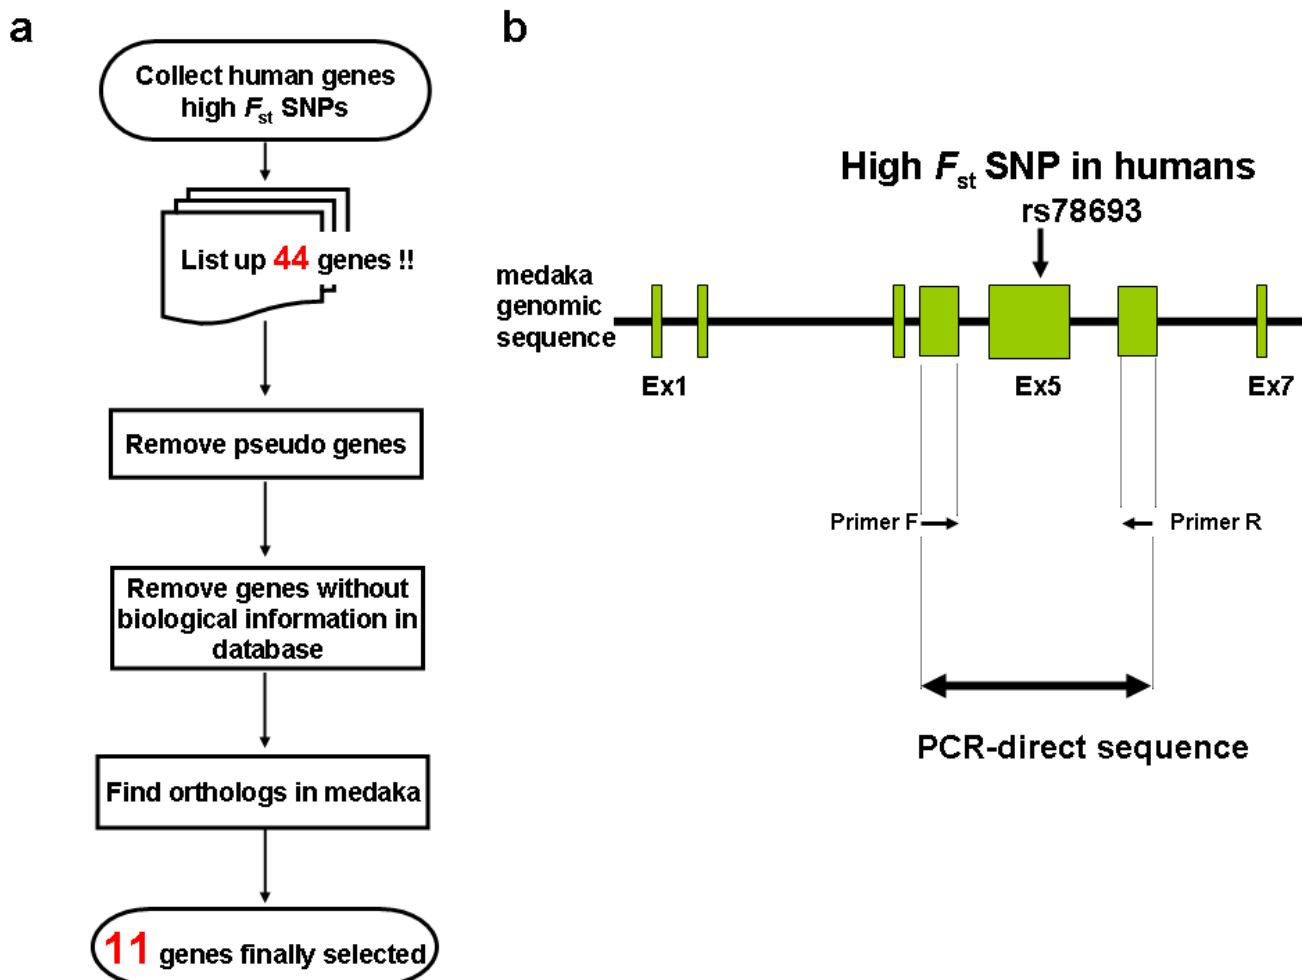 a
Collect human genes
high Fst SNPs
List up 44 genes !!
Remove pseudo genes
Remove genes without
biological information in
database
Find orthologs in medaka
11 genes finally selected
b
High Fst SNP in humans
rs78693
medaka
genomic
sequence
Ex1
Ex5
Ex7
Primer F
Primer R
PCR-direct sequence